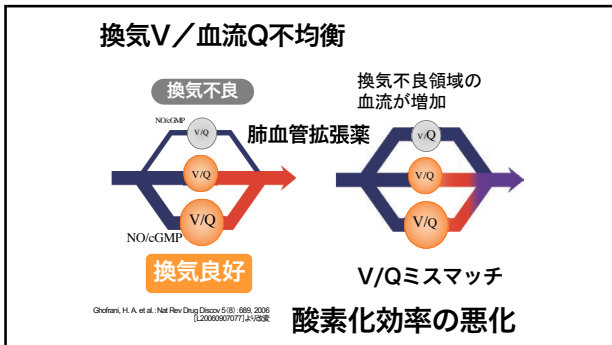 換気V／血流Q不均衡
換気不良
NO/cGMP
V/Q
V/Q
V/Q
NO/cGMP
換気良好
肺血管拡張薬
換気不良領域の
血流が増加
V/Q
V/Q
V/Q
V/Qミスマッチ
Ghofrani, H. A. et al. : Nat Rev Drug Discov 5 (8) : 689, 2006
[L20060907077]より改変
酸素化効率の悪化